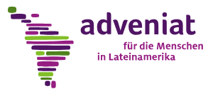 adveniat
für die Menschen
in Lateinamerika